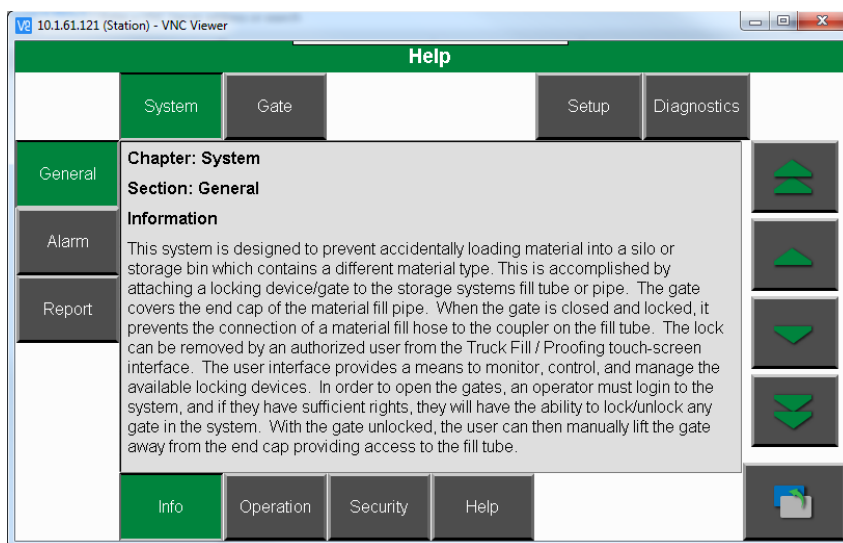 10.1.61.121 (Station) - VNC Viewer
Help
System
Gate
Setup
Diagnostics
General
Alarm
Report
Chapter: System
Section: General
Information
This system is designed to prevent accidentally loading material into a silo or
storage bin which contains a different material type. This is accomplished by
attaching a locking device/gate to the storage systems fill tube or pipe. The gate
covers the end cap of the material fill pipe. When the gate is closed and locked, it
prevents the connection of a material fill hose to the coupler on the fill tube. The lock
can be removed by an authorized user from the Truck Fill / Proofing touch-screen
interface. The user interface provides a means to monitor, control, and manage the
available locking devices. In order to open the gates, an operator must login to the
system, and if they have sufficient rights, they will have the ability to lock/unlock any
gate in the system. With the gate unlocked, the user can then manually lift the gate
away from the end cap providing access to the fill tube.
Info
Operation
Security
Help